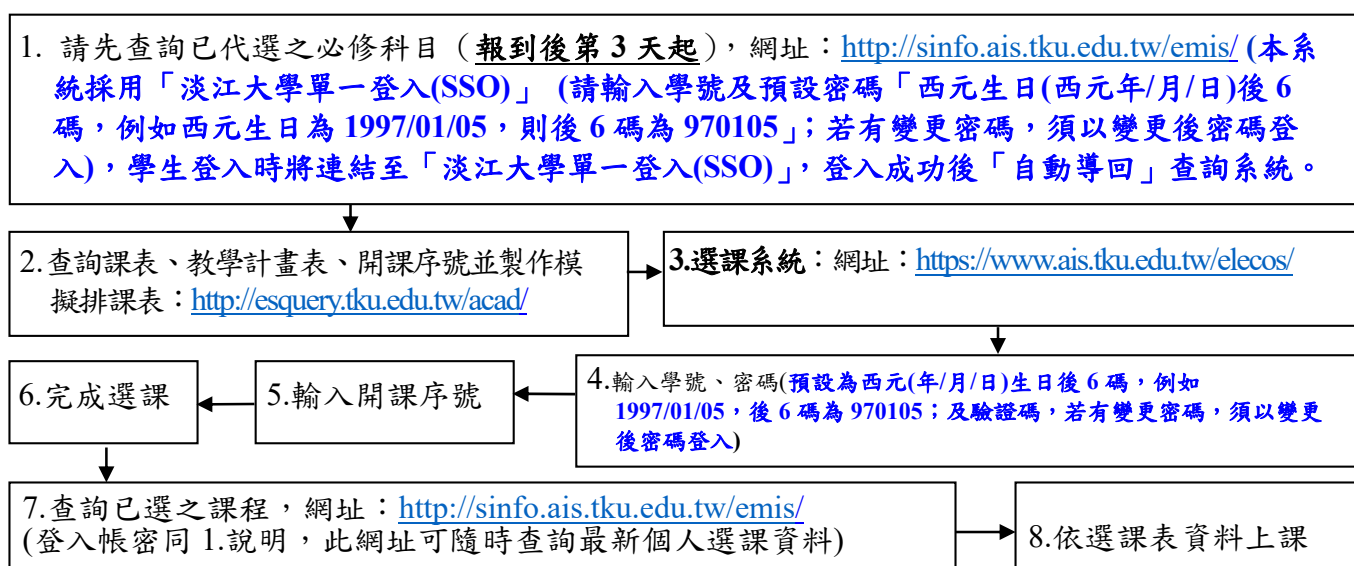 1. 請先查詢已代選之必修科目（報到後第 3 天起），網址：http://sinfo.ais.tku.edu.tw/emis/ (本系
統採用「淡江大學單一登入(SSO)」 (請輸入學號及預設密碼「西元生日(西元年/月/日)後 6
碼，例如西元生日為 1997/01/05，則後 6 碼為 970105」；若有變更密碼，須以變更後密碼登
入)，學生登入時將連結至「淡江大學單一登入(SSO)」，登入成功後「自動導回」查詢系統。
2.查詢課表、教學計畫表、開課序號並製作模
擬排課表：http://esquery.tku.edu.tw/acad/
3.選課系統：網址：https://www.ais.tku.edu.tw/elecos/
4.輸入學號、密碼(預設為西元(年/月/日)生日後 6 碼，例如
1997/01/05，後 6 碼為 970105；及驗證碼，若有變更密碼，須以變更
後密碼登入)
5.輸入開課序號
6.完成選課
7.查詢已選之課程，網址：http://sinfo.ais.tku.edu.tw/emis/
(登入帳密同 1.說明，此網址可隨時查詢最新個人選課資料)
8.依選課表資料上課